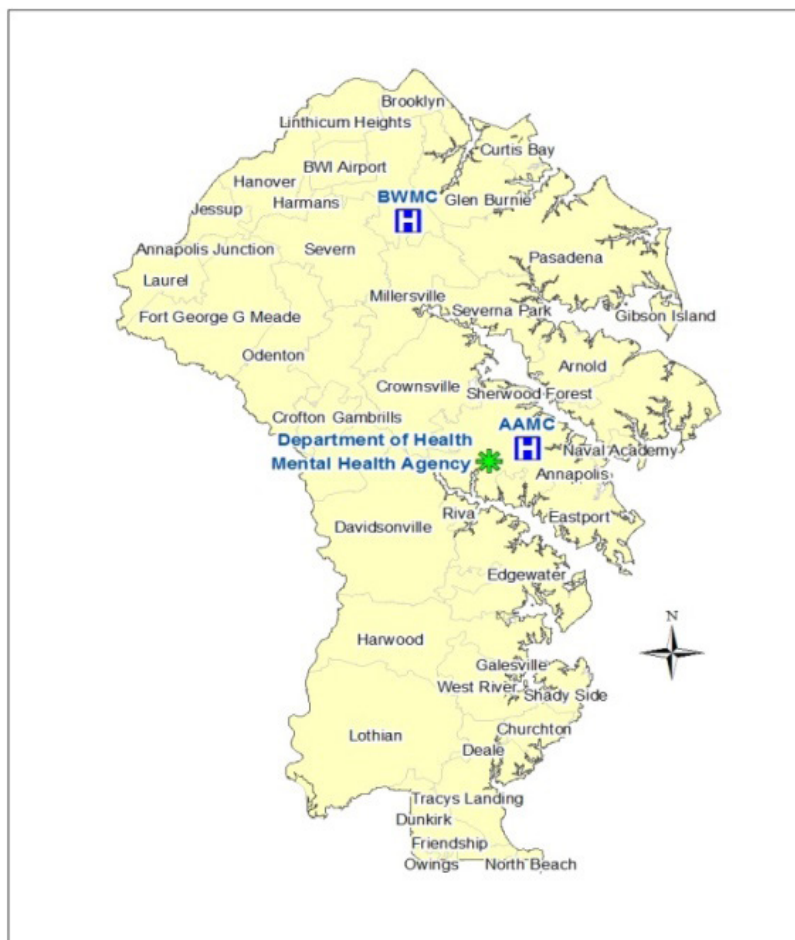 Brooklyn
Linthicum Heights
Curtis Bay
BWI Airport
Hanover
BWMC
Glen Burnie
Jessup
Harmans
H
Annapolis Junction
Severn
Pasadena
Laurel
Millersville
Severna Park
Fort George G Meade
Gibson Island
Odenton
Arnold
Crownsville
Sherwood Forest
Crofton Gambrills
AAMC
Department of Health
H
Naval Academy
Mental Health Agency
Annapolis
Riva
Eastport
Davidsonville
Edgewater
N
Harwood
Galesville
West River
Shady Side
Lothian
Churchton
Deale
Tracys Landing
Dunkirk
Friendship
Owings
North Beach